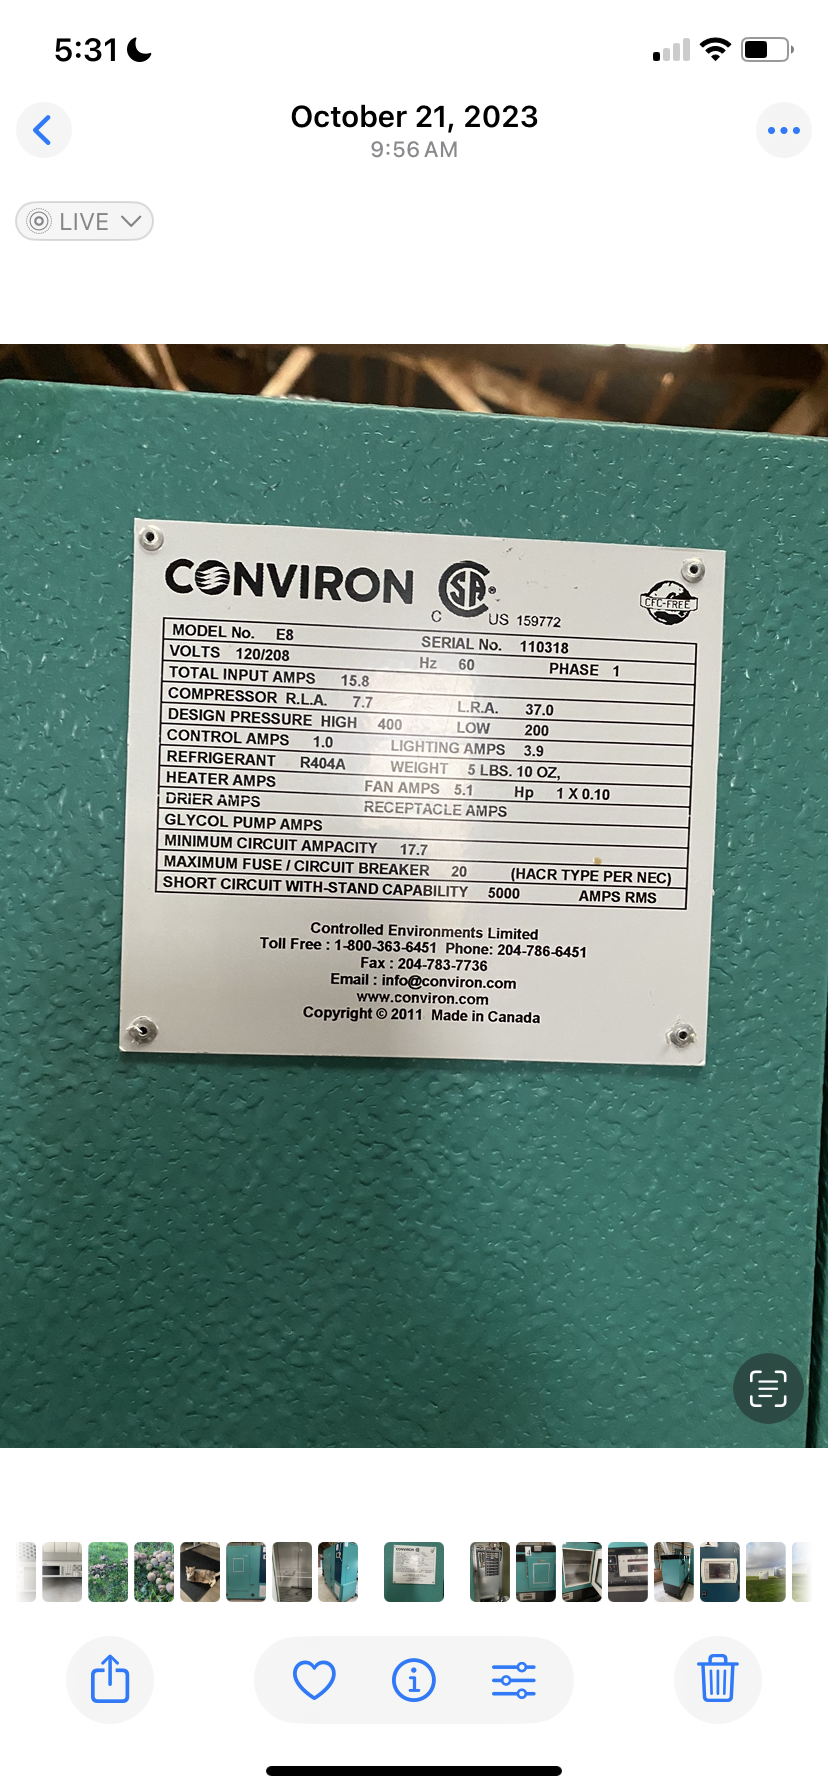 5:31
October 21, 2023
9:56 AM
LIVE
CONVIRON SA ®
C US 159772
CFC-FREE
MODEL No. E8 SERIAL No. 110318
VOLTS 120/208 Hz 60 PHASE 1
TOTAL INPUT AMPS 15.8
COMPRESSOR R.L.A. 7.7 L.R.A. 37.0
DESIGN PRESSURE HIGH 400 LOW 200
CONTROL AMPS 1.0 LIGHTING AMPS 3.9
REFRIGERANT R404A WEIGHT 5 LBS. 10 OZ,
HEATER AMPS FAN AMPS 5.1 Hp 1 X 0.10
DRIER AMPS RECEPTACLE AMPS
GLYCOL PUMP AMPS
MINIMUM CIRCUIT AMPACITY 17.7
MAXIMUM FUSE / CIRCUIT BREAKER 20 (HACR TYPE PER NEC)
SHORT CIRCUIT WITH-STAND CAPABILITY 5000 AMPS RMS
Controlled Environments Limited
Toll Free : 1-800-363-6451 Phone: 204-786-6451
Fax : 204-783-7736
Email : info@conviron.com
www.conviron.com
Copyright © 2011 Made in Canada